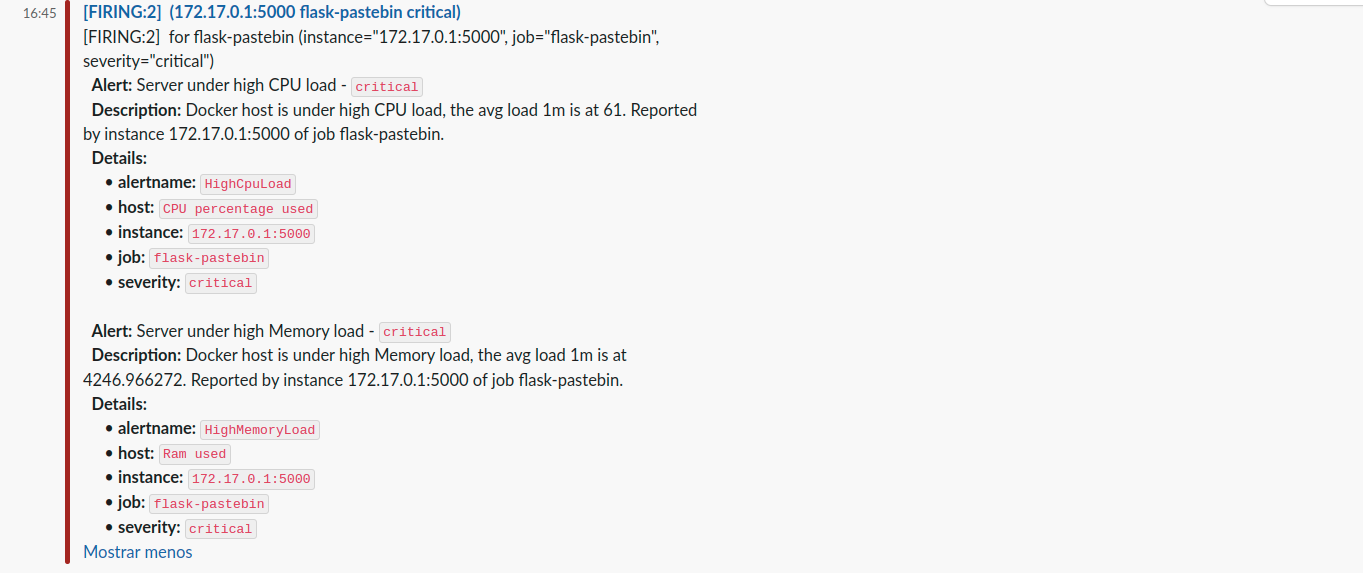 16:45
[FIRING:2] (172.17.0.1:5000 flask-pastebin critical)
[FIRING:2] for flask-pastebin (instance="172.17.0.1:5000", job="flask-pastebin",
severity="critical")
Alert: Server under high CPU load - critical
Description: Docker host is under high CPU load, the avg load 1m is at 61. Reported
by instance 172.17.0.1:5000 of job flask-pastebin.
Details:
• alertname: HighCpuLoad
• host: CPU percentage used
• instance: 172.17.0.1:5000
• job: flask-pastebin
• severity: critical
Alert: Server under high Memory load - critical
Description: Docker host is under high Memory load, the avg load 1m is at
4246.966272. Reported by instance 172.17.0.1:5000 of job flask-pastebin.
Details:
• alertname: HighMemoryLoad
• host: Ram used
• instance: 172.17.0.1:5000
• job: flask-pastebin
• severity: critical
Mostrar menos